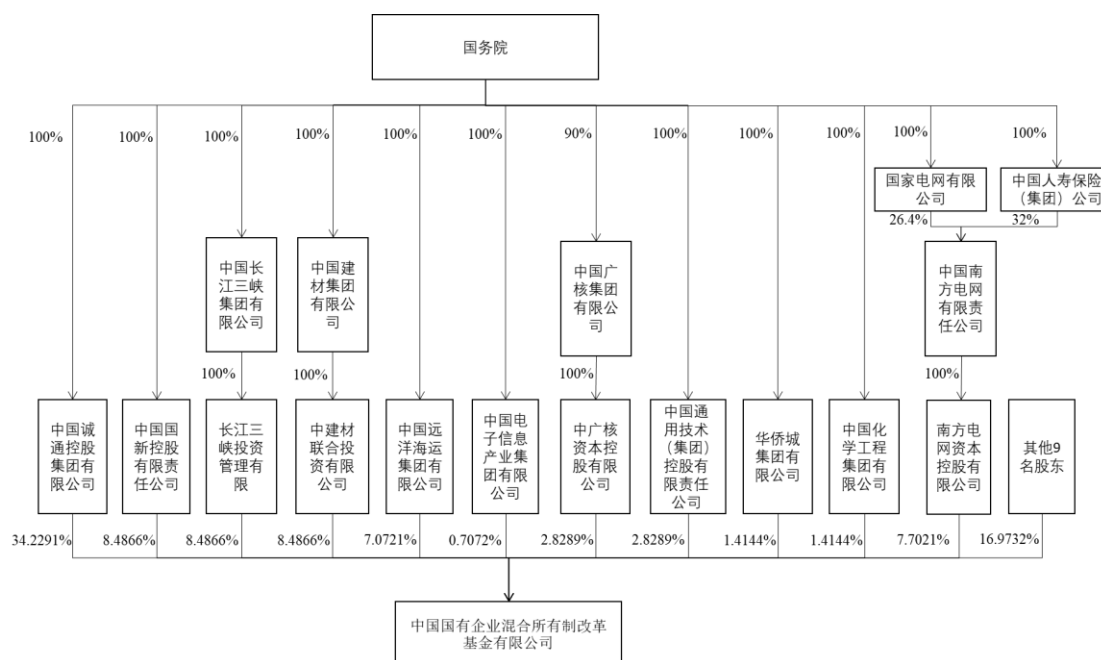 国务院
100%
100%
100%
100%
100%
100%
90%
100%
100%
100%
100%
100%
国家电网有限
公司
中国人寿保险
（集团）公司
26.4%
32%
中国长
江三峡
集团有
限公司
中国建
材集团
有限公
司
中国广
核集团
有限公
司
中国南
方电网
有限责
任公司
100%
100%
100%
100%
中国诚
通控股
集团有
限公司
中国国
新控股
有限责
任公司
长江三
峡投资
管理有
限
中建材
联合投
资有限
公司
中国远
洋海运
集团有
限公司
中国电
子信息
产业集
团有限
公司
中广核
资本控
股有限
公司
中国通
用技术
（集团）
控股有
限责任
公司
华侨城
集团有
限公司
中国化
学工程
集团有
限公司
南方电
网资本
控股有
限公司
其他9
名股东
34.2291%
8.4866%
8.4866%
8.4866%
7.0721%
0.7072%
2.8289%
2.8289%
1.4144%
1.4144%
7.7021%
16.9732%
中国国有企业混合所有制改革
基金有限公司